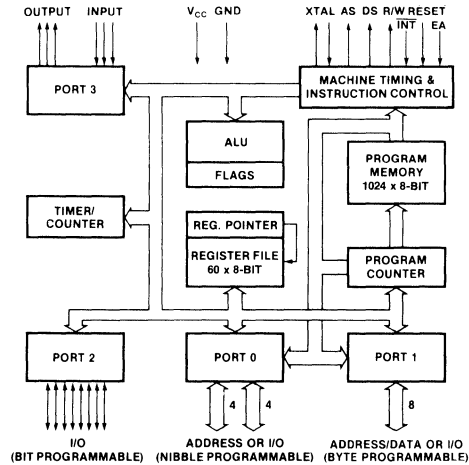 OUTPUT INPUT
VCC GND
XTAL AS DS R/W RESET
INT EA
PORT 3
MACHINE TIMING &
INSTRUCTION CONTROL
ALU
FLAGS
PROGRAM
MEMORY
1024 x 8-BIT
TIMER/
COUNTER
REG. POINTER
REGISTER FILE
60 x 8-BIT
PROGRAM
COUNTER
PORT 2
PORT 0
PORT 1
4 4 8
I/O
(BIT PROGRAMMABLE)
ADDRESS OR I/O
(NIBBLE PROGRAMMABLE)
ADDRESS/DATA OR I/O
(BYTE PROGRAMMABLE)